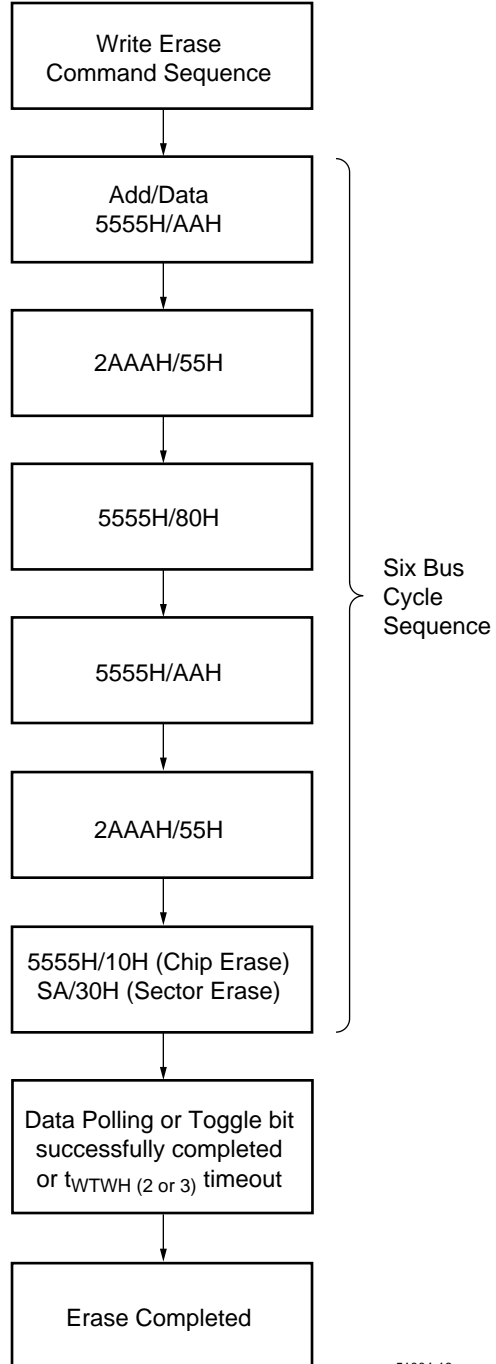 Write Erase
Command Sequence
Add/Data
5555H/AAH
2AAAH/55H
5555H/80H
5555H/AAH
2AAAH/55H
5555H/10H (Chip Erase)
SA/30H (Sector Erase)
Six Bus
Cycle
Sequence
Data Polling or Toggle bit
successfully completed
or tWTWH (2 or 3) timeout
Erase Completed